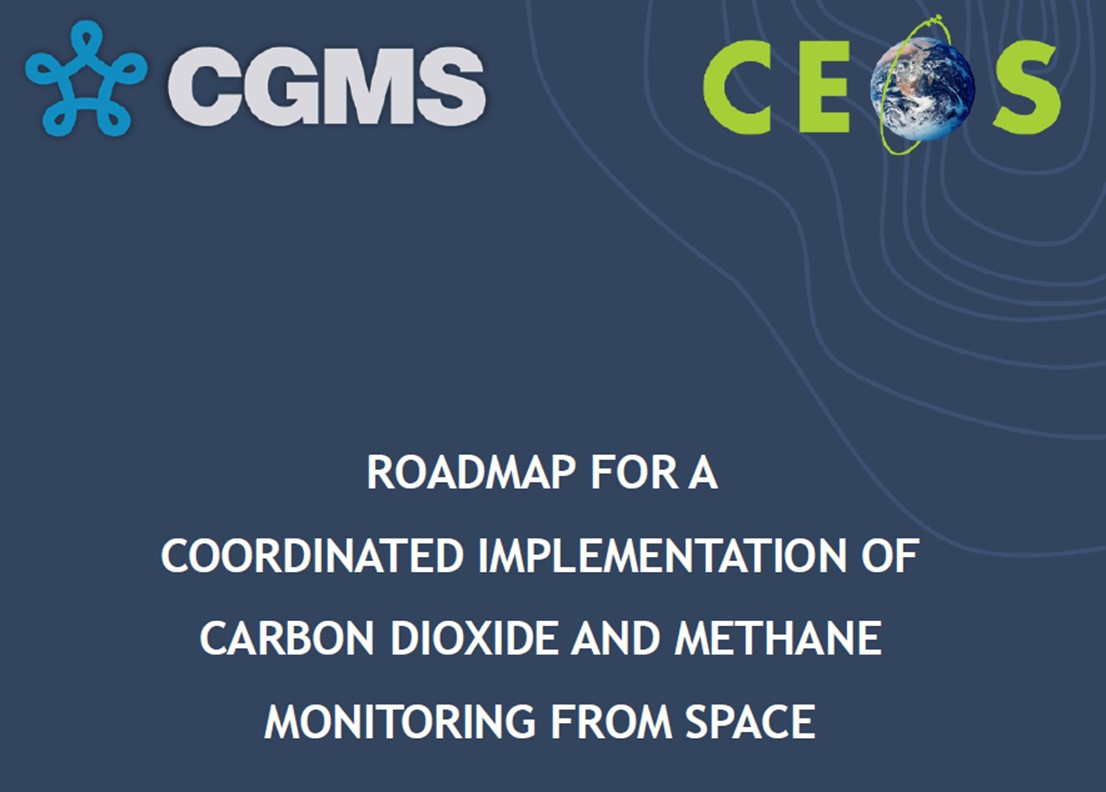 CGMS
CEOS
ROADMAP FOR A
COORDINATED IMPLEMENTATION OF
CARBON DIOXIDE AND METHANE
MONITORING FROM SPACE